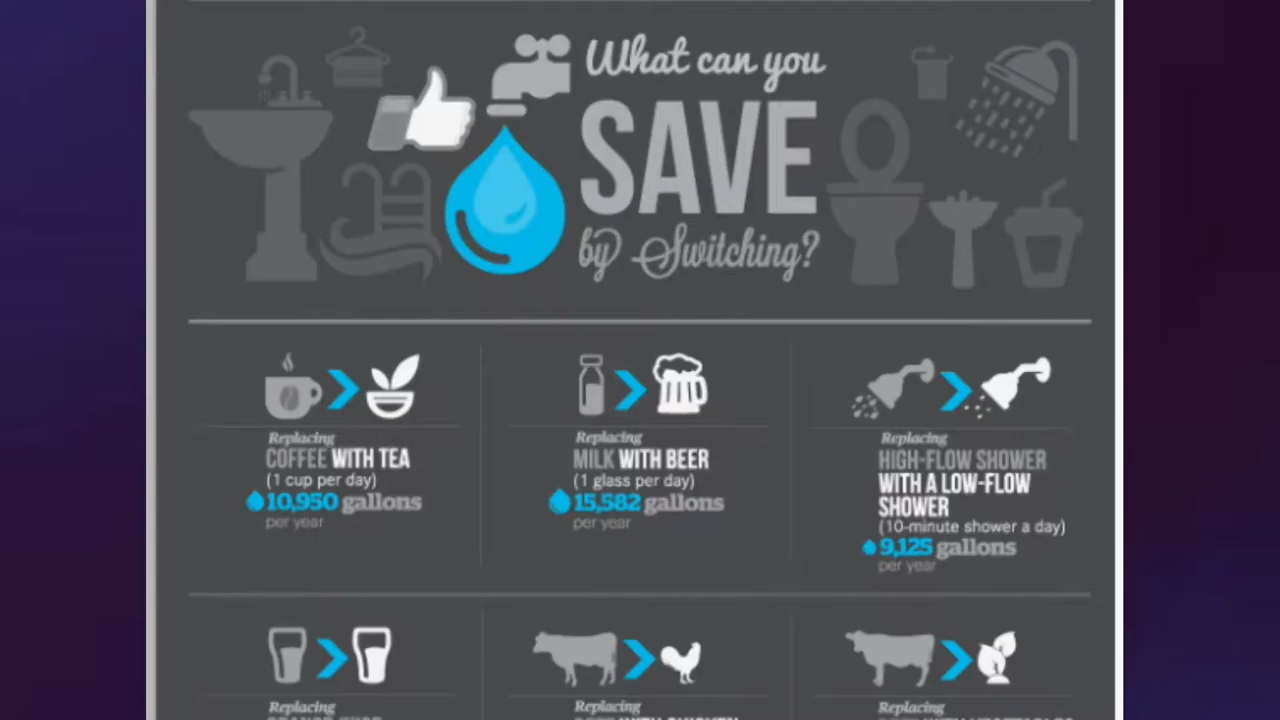 What can you
SAVE
by Switching?
Replacing
COFFEE WITH TEA
(1 cup per day)
10,950 gallons
per year
Replacing
MILK WITH BEER
(1 glass per day)
15,582 gallons
per year
Replacing
HIGH-FLOW SHOWER
WITH A LOW-FLOW
SHOWER
(10-minute shower a day)
9,125 gallons
per year
Replacing
Replacing
Replacing